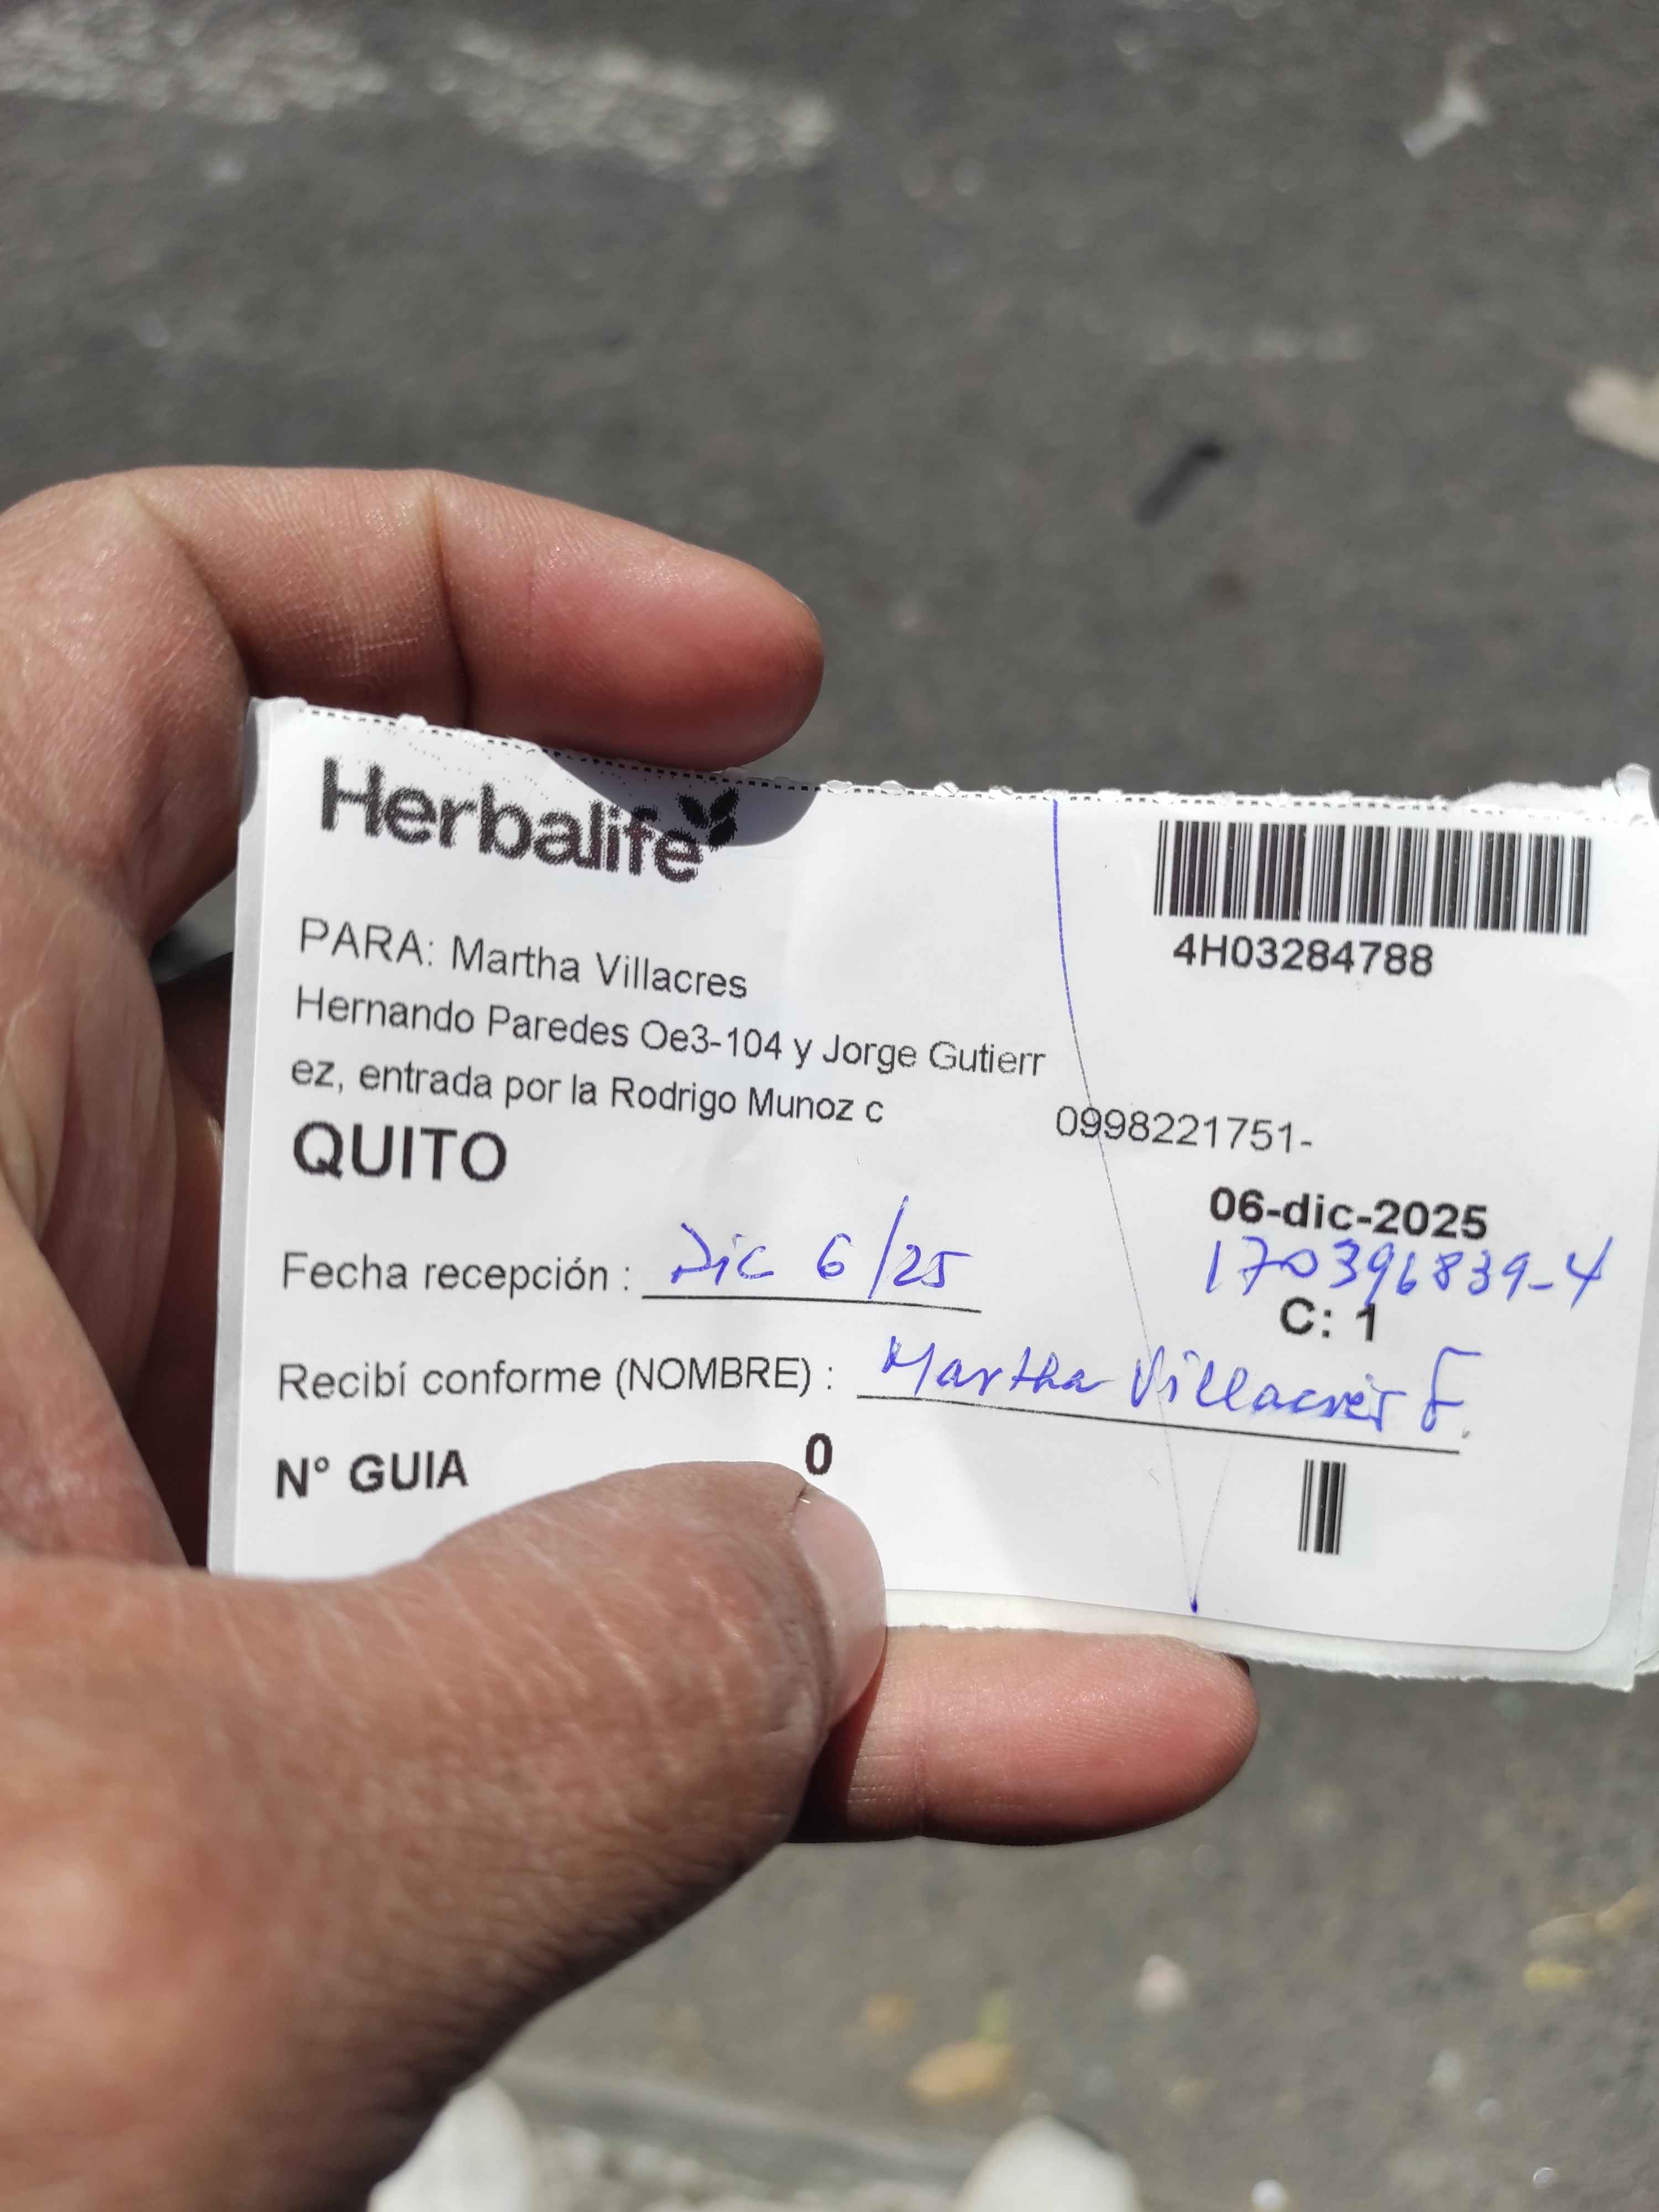 Herbalife
4H03284788
PARA: Martha Villacres
Hernando Paredes Oe3-104 y Jorge Gutierr
ez, entrada por la Rodrigo Munoz c
0998221751-
QUITO
06-dic-2025
Fecha recepción : Dic 6/25
170396839-4
C: 1
Recibí conforme (NOMBRE) : Martha Villacrés F.
N° GUIA 0